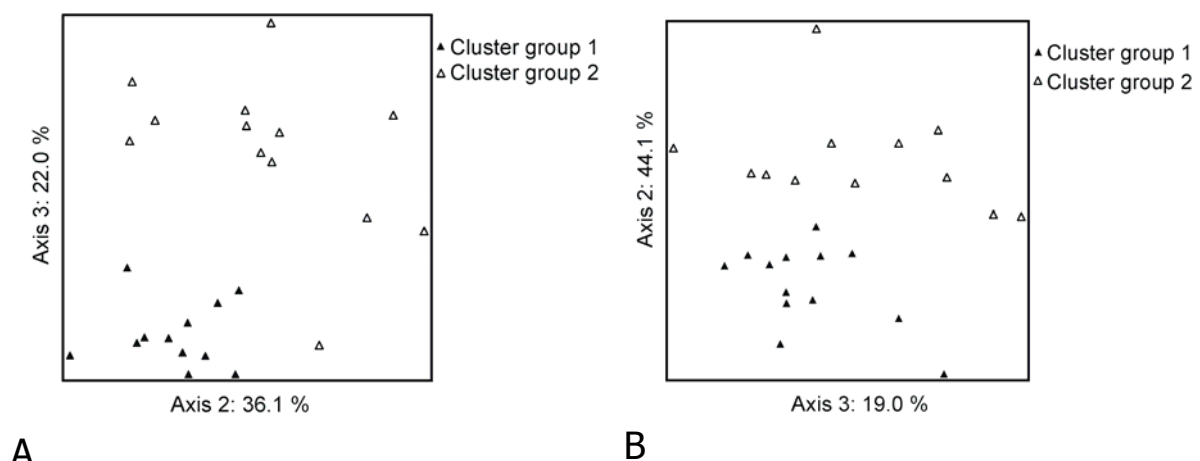 Cluster group 1
Cluster group 2
Axis 3: 22.0 %
Axis 2: 36.1 %
A
Cluster group 1
Cluster group 2
Axis 2: 44.1 %
Axis 3: 19.0 %
B